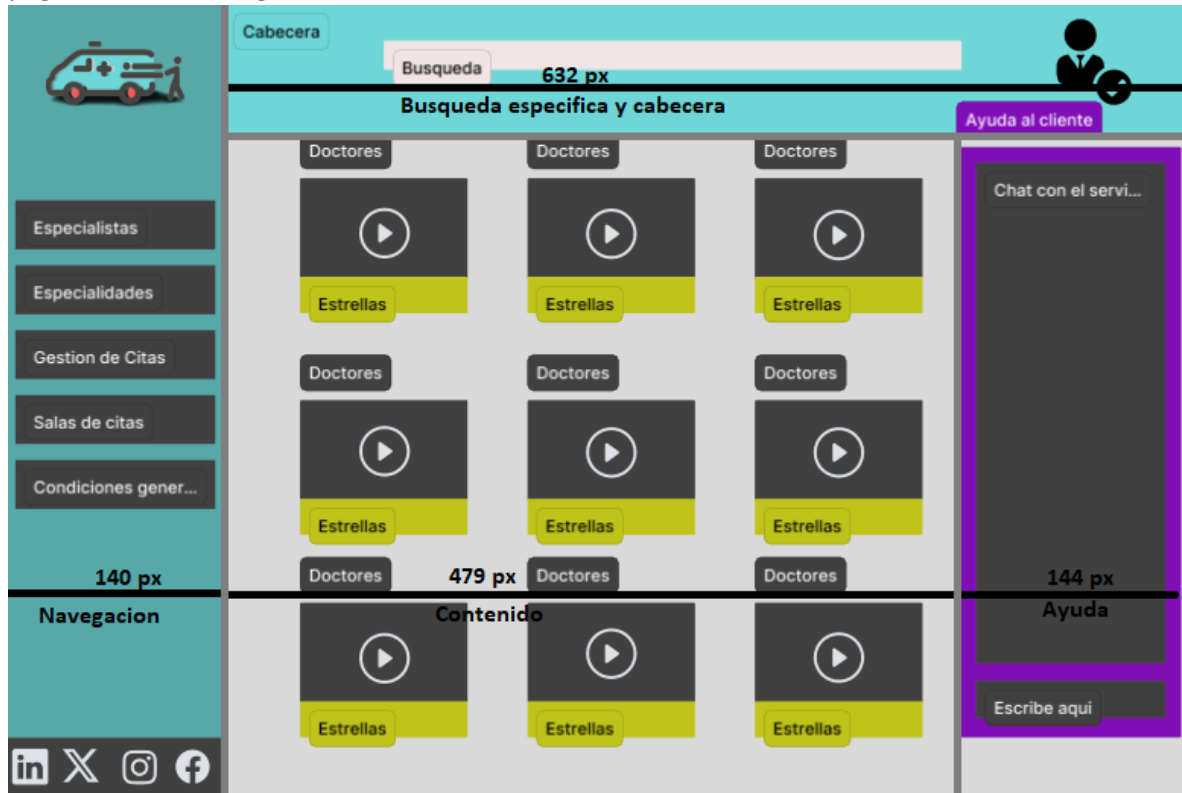 Cabecera
Busqueda
632 px
Busqueda especifica y cabecera
Ayuda al cliente
Doctores Doctores Doctores
Chat con el servi...
Especialistas
Especialidades
Estrellas Estrellas Estrellas
Gestion de Citas
Doctores Doctores Doctores
Salas de citas
Condiciones gener...
Estrellas Estrellas Estrellas
140 px
Navegacion
Doctores 479 px Doctores Doctores
Contenido
144 px
Ayuda
Escribe aqui
Estrellas Estrellas Estrellas
in